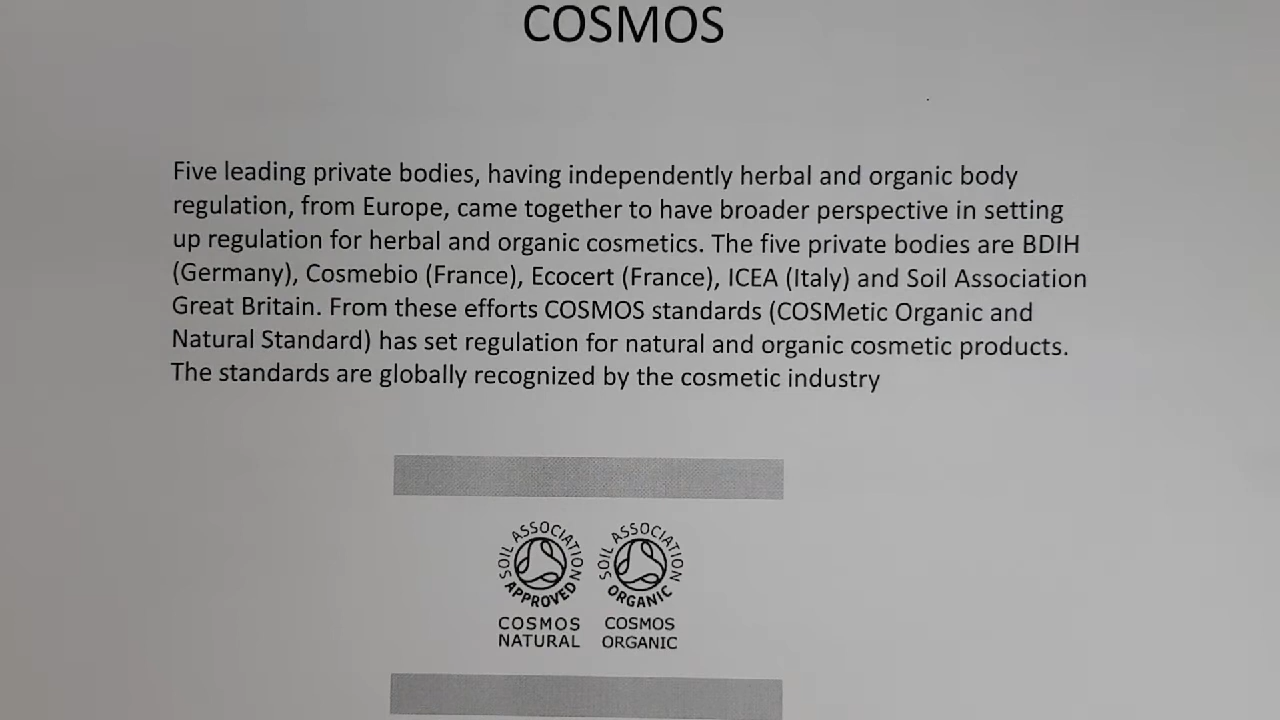 COSMOS
Five leading private bodies, having independently herbal and organic body
regulation, from Europe, came together to have broader perspective in setting
up regulation for herbal and organic cosmetics. The five private bodies are BDIH
(Germany), Cosmebio (France), Ecocert (France), ICEA (Italy) and Soil Association
Great Britain. From these efforts COSMOS standards (COSMetic Organic and
Natural Standard) has set regulation for natural and organic cosmetic products.
The standards are globally recognized by the cosmetic industry
SOIL ASSOCIATION APPROVED
COSMOS
NATURAL
SOIL ASSOCIATION ORGANIC
COSMOS
ORGANIC